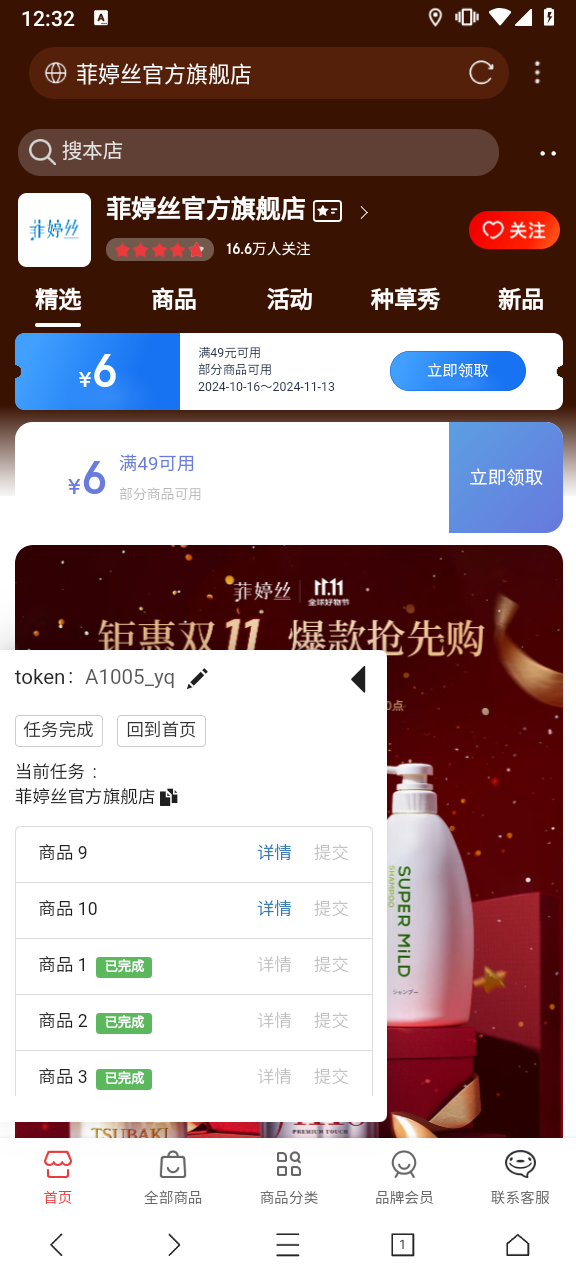 12:32
A
菲婷丝官方旗舰店
搜本店
菲婷丝
菲婷丝官方旗舰店
16.6万人关注
关注
精选 商品 活动 种草秀 新品
¥6
满49元可用
部分商品可用
2024-10-16～2024-11-13
立即领取
¥6
满49可用
部分商品可用
立即领取
菲婷丝 11.11
全球好物节
钜惠双11 爆款抢先购
0点
token： A1005_yq
任务完成 回到首页
当前任务 ：
菲婷丝官方旗舰店
商品 9 详情 提交
商品 10 详情 提交
商品 1 已完成 详情 提交
商品 2 已完成 详情 提交
商品 3 已完成 详情 提交
SUPER MiLD
SHAMPOO
シャンプー
TSUBAKI
PREMIUM TOUCH
首页 全部商品 商品分类 品牌会员 联系客服
1